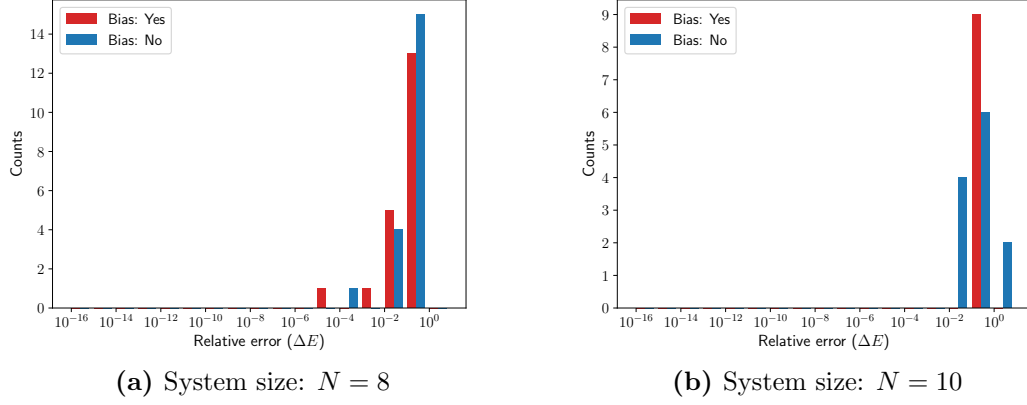 Bias: Yes
Bias: No
Counts
14
12
10
8
6
4
2
0
10^{-16} 10^{-14} 10^{-12} 10^{-10} 10^{-8} 10^{-6} 10^{-4} 10^{-2} 10^{0}
Relative error (ΔE)
(a) System size: N = 8
Bias: Yes
Bias: No
Counts
9
8
7
6
5
4
3
2
1
0
10^{-16} 10^{-14} 10^{-12} 10^{-10} 10^{-8} 10^{-6} 10^{-4} 10^{-2} 10^{0}
Relative error (ΔE)
(b) System size: N = 10